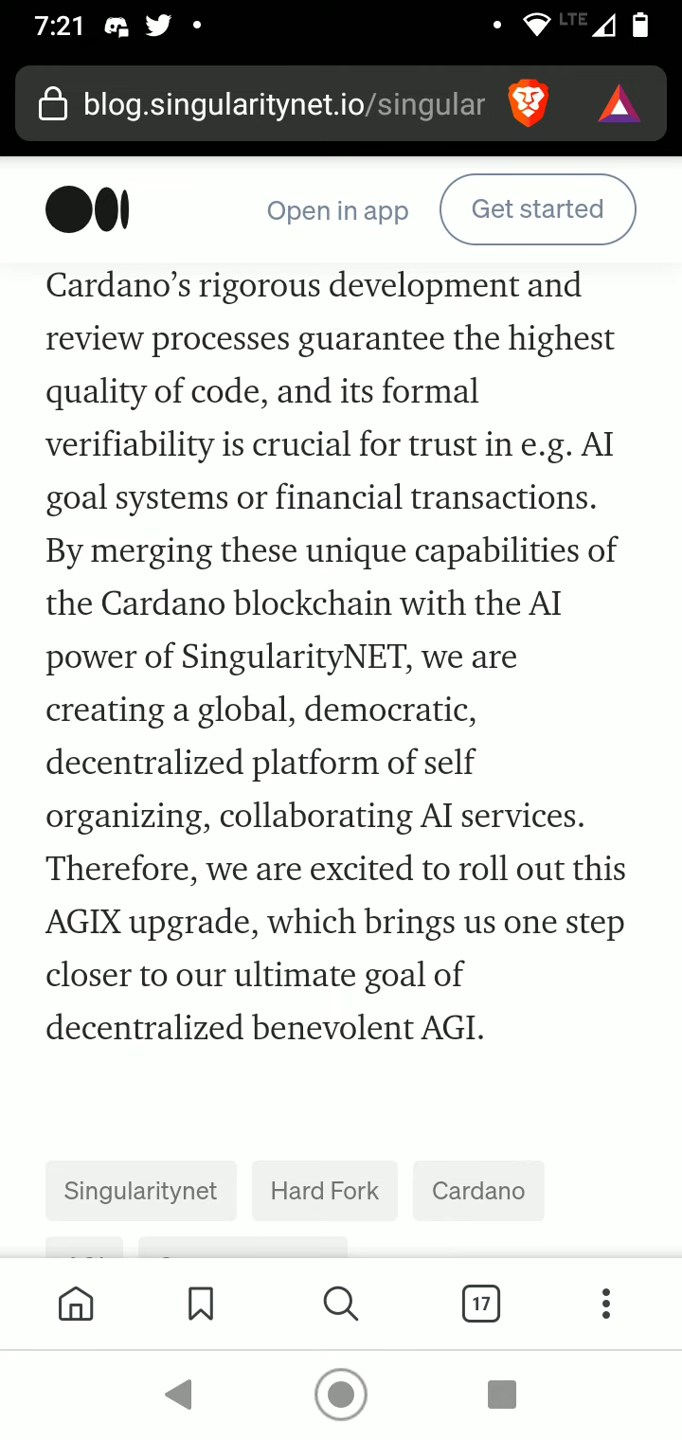 7:21
LTE
blog.singularitynet.io/singular
Open in app
Get started
Cardano’s rigorous development and
review processes guarantee the highest
quality of code, and its formal
verifiability is crucial for trust in e.g. AI
goal systems or financial transactions.
By merging these unique capabilities of
the Cardano blockchain with the AI
power of SingularityNET, we are
creating a global, democratic,
decentralized platform of self
organizing, collaborating AI services.
Therefore, we are excited to roll out this
AGIX upgrade, which brings us one step
closer to our ultimate goal of
decentralized benevolent AGI.
Singularitynet
Hard Fork
Cardano
17